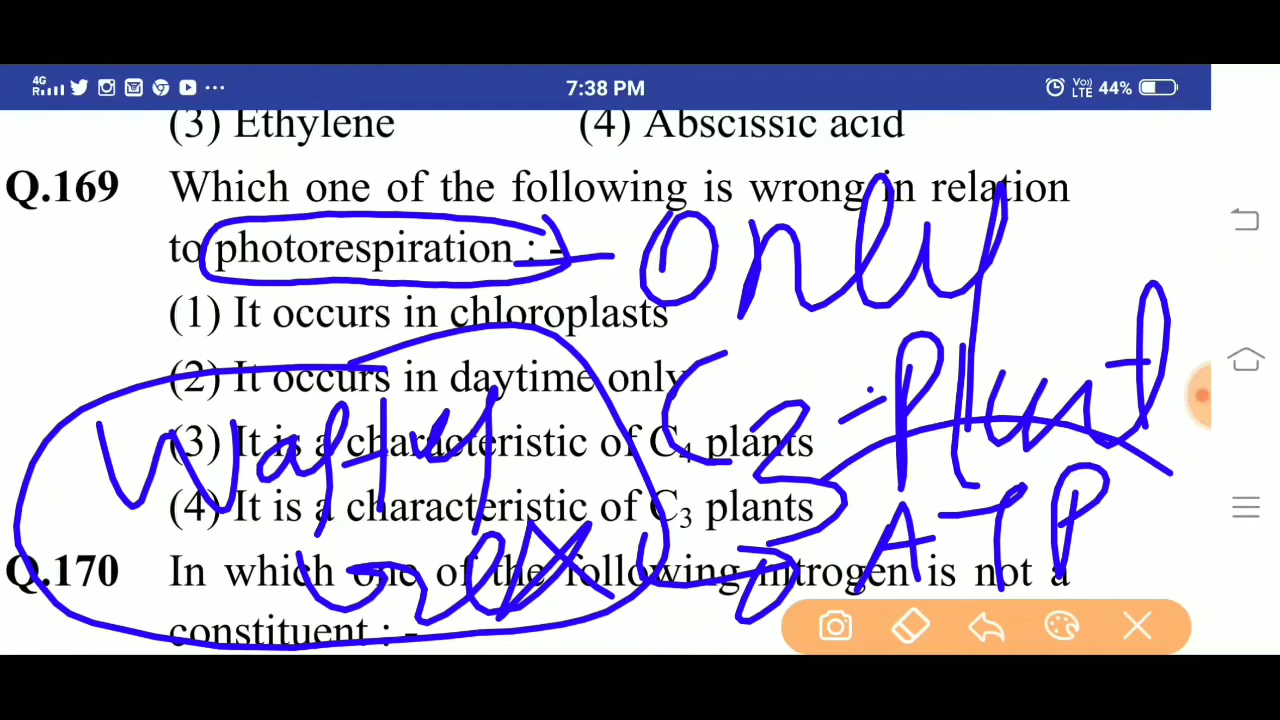 4G
R
7:38 PM
Vo))
LTE 44%
(3) Ethylene (4) Abscissic acid
Q.169 Which one of the following is wrong in relation
to photorespiration : -
only
(1) It occurs in chloroplasts
(2) It occurs in daytime only
C3 - Plant
(3) It is a characteristic of C4 plants
(4) It is a characteristic of C3 plants
0 ATP
Q.170 In which one of the following nitrogen is not a
constituent : -